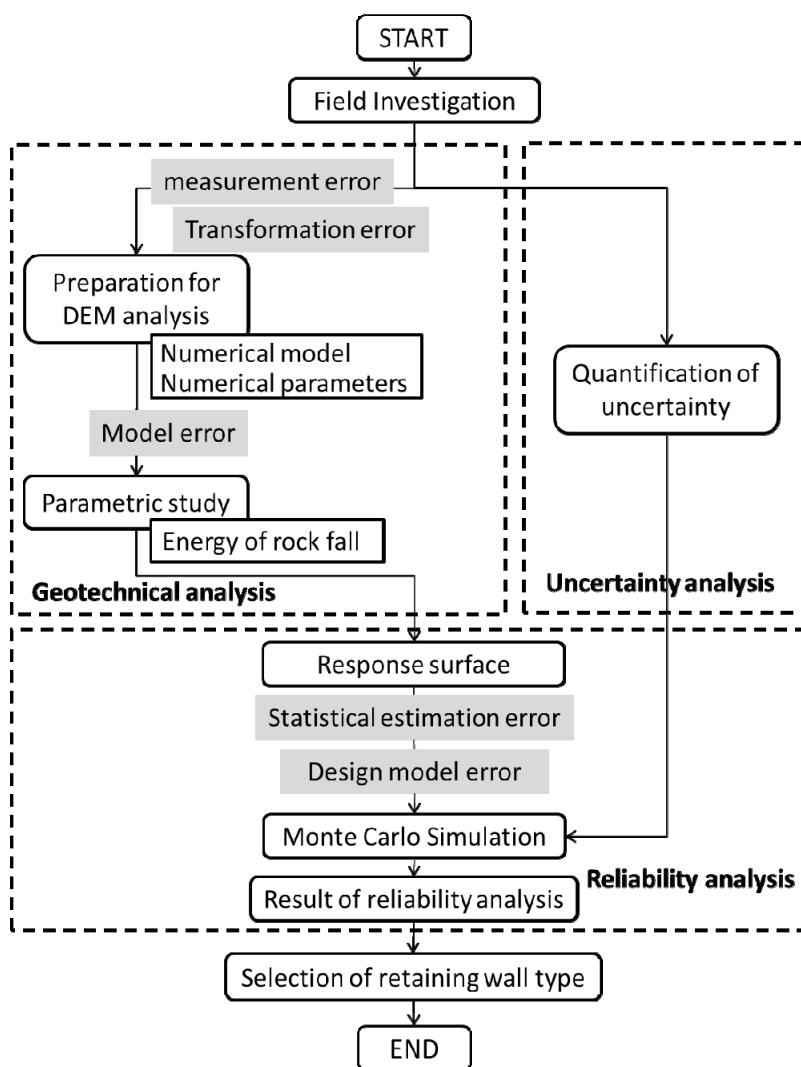 START
Field Investigation
measurement error
Transformation error
Preparation for
DEM analysis
Numerical model
Numerical parameters
Quantification of
uncertainty
Model error
Parametric study
Energy of rock fall
Geotechnical analysis
Uncertainty analysis
Response surface
Statistical estimation error
Design model error
Monte Carlo Simulation
Reliability analysis
Result of reliability analysis
Selection of retaining wall type
END